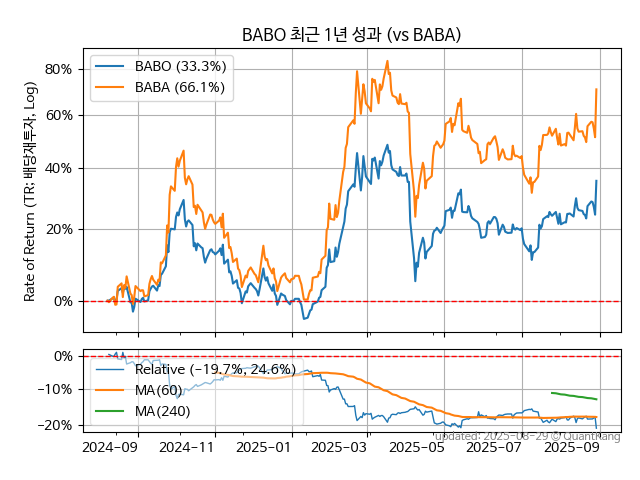 BABO 최근 1년 성과 (vs BABA)
Rate of Return (TR: 배당재투자, Log)
80%
60%
40%
20%
0%
BABO (33.3%)
BABA (66.1%)
0%
-10%
-20%
Relative (-19.7%, 24.6%)
MA(60)
MA(240)
2024-09
2024-11
2025-01
2025-03
2025-05
2025-07
2025-09
updated: 2025-08-29 © Quantkang